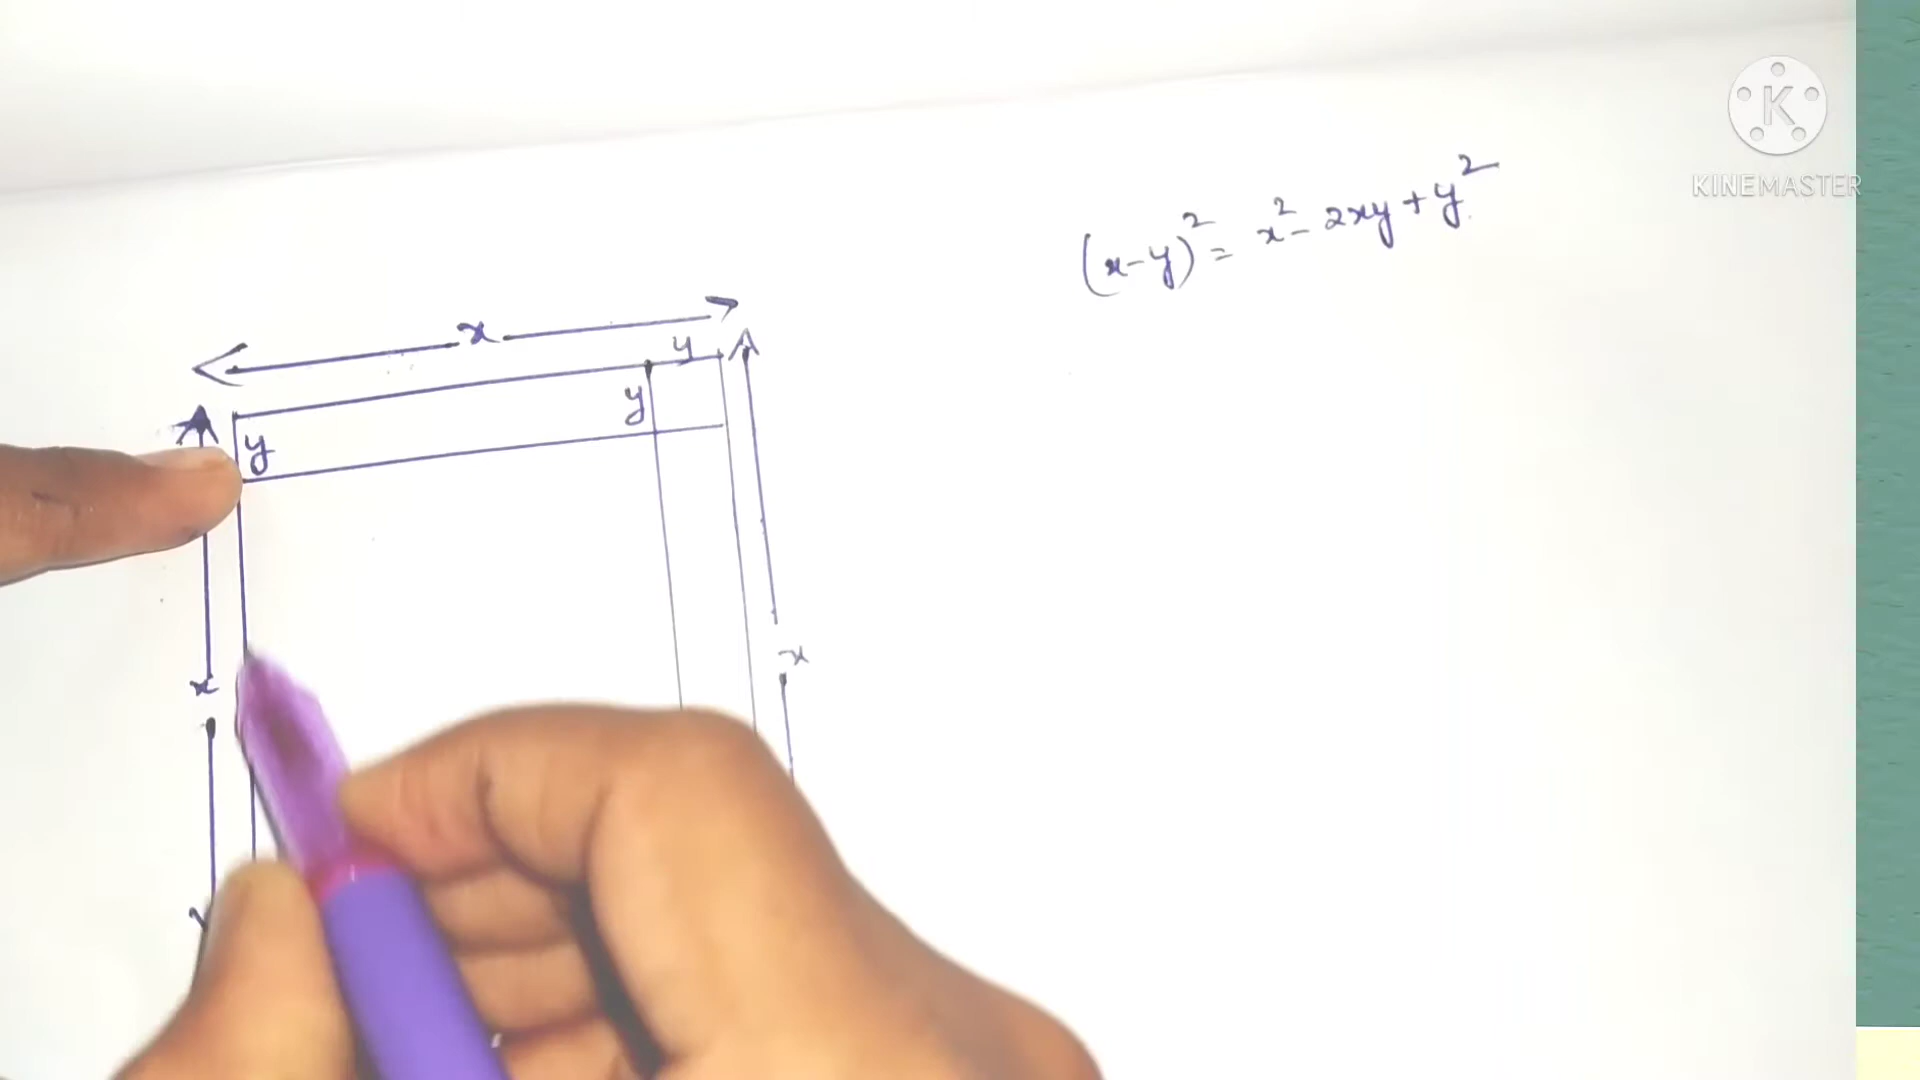 K
KINEMASTER
(x-y)² = x² - 2xy + y²
x
y
y
y
x
x